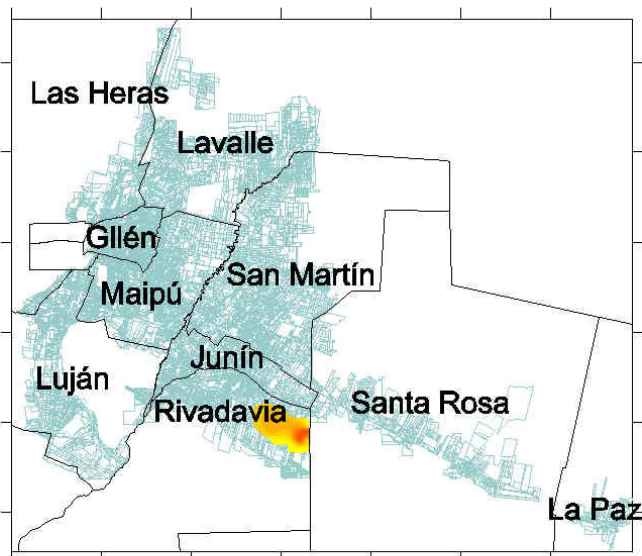 Las Heras
Lavalle
Gllén
San Martín
Maipú
Junín
Luján
Rivadavia
Santa Rosa
La Paz